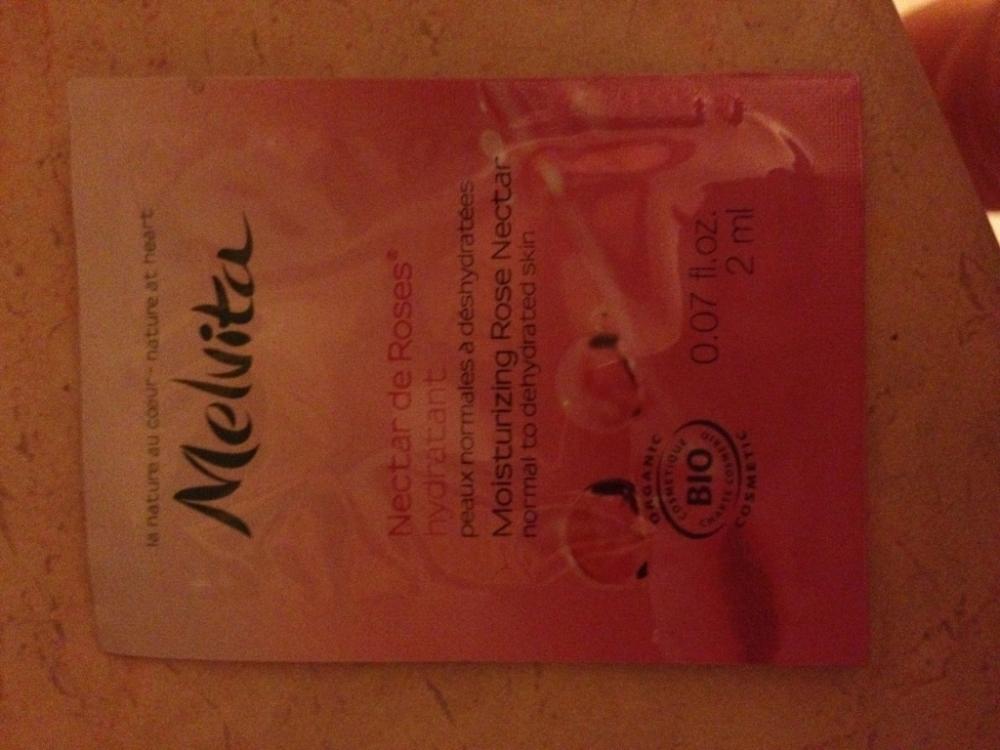 la nature au cœur - nature at heart
Melvita
Nectar de Roses®
hydratant
peaux normales à déshydratées
Moisturizing Rose Nectar
normal to dehydrated skin
ORGANIC
COSMETIQUE
BIO
CHARTE COSMEBIO
COSMETIC
0.07 fl.oz.
2 ml